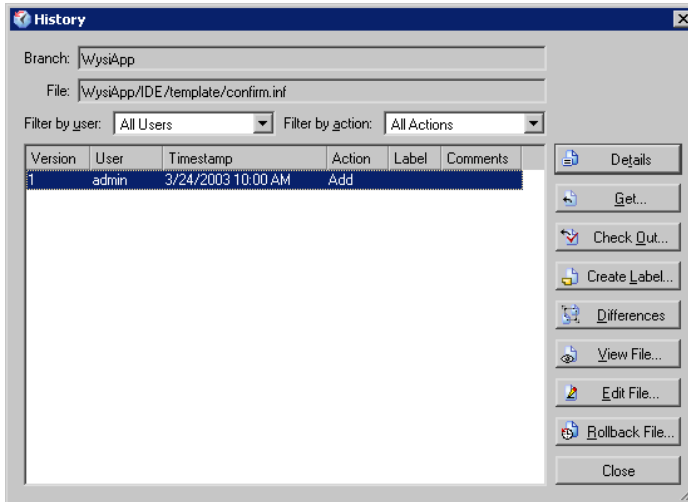 History
Branch: WysiApp
File: WysiApp/IDE/template/confirm.inf
Filter by user: All Users Filter by action: All Actions
Version User Timestamp Action Label Comments
1 admin 3/24/2003 10:00 AM Add
Details
Get...
Check Out...
Create Label...
Differences
View File...
Edit File...
Rollback File...
Close